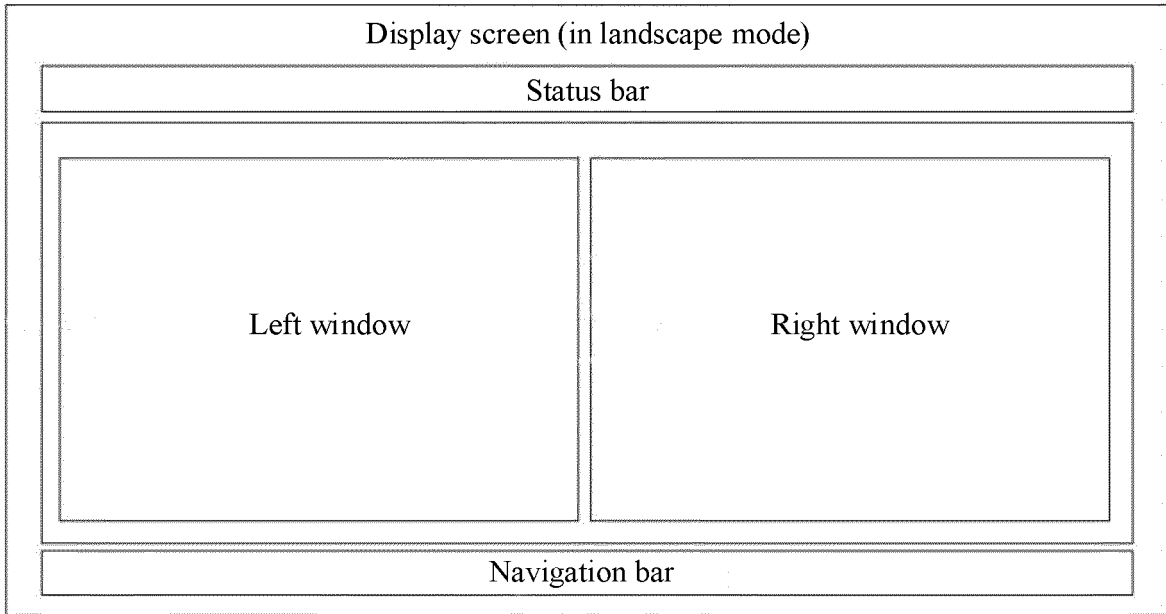 Display screen (in landscape mode)
Status bar
Left window
Right window
Navigation bar